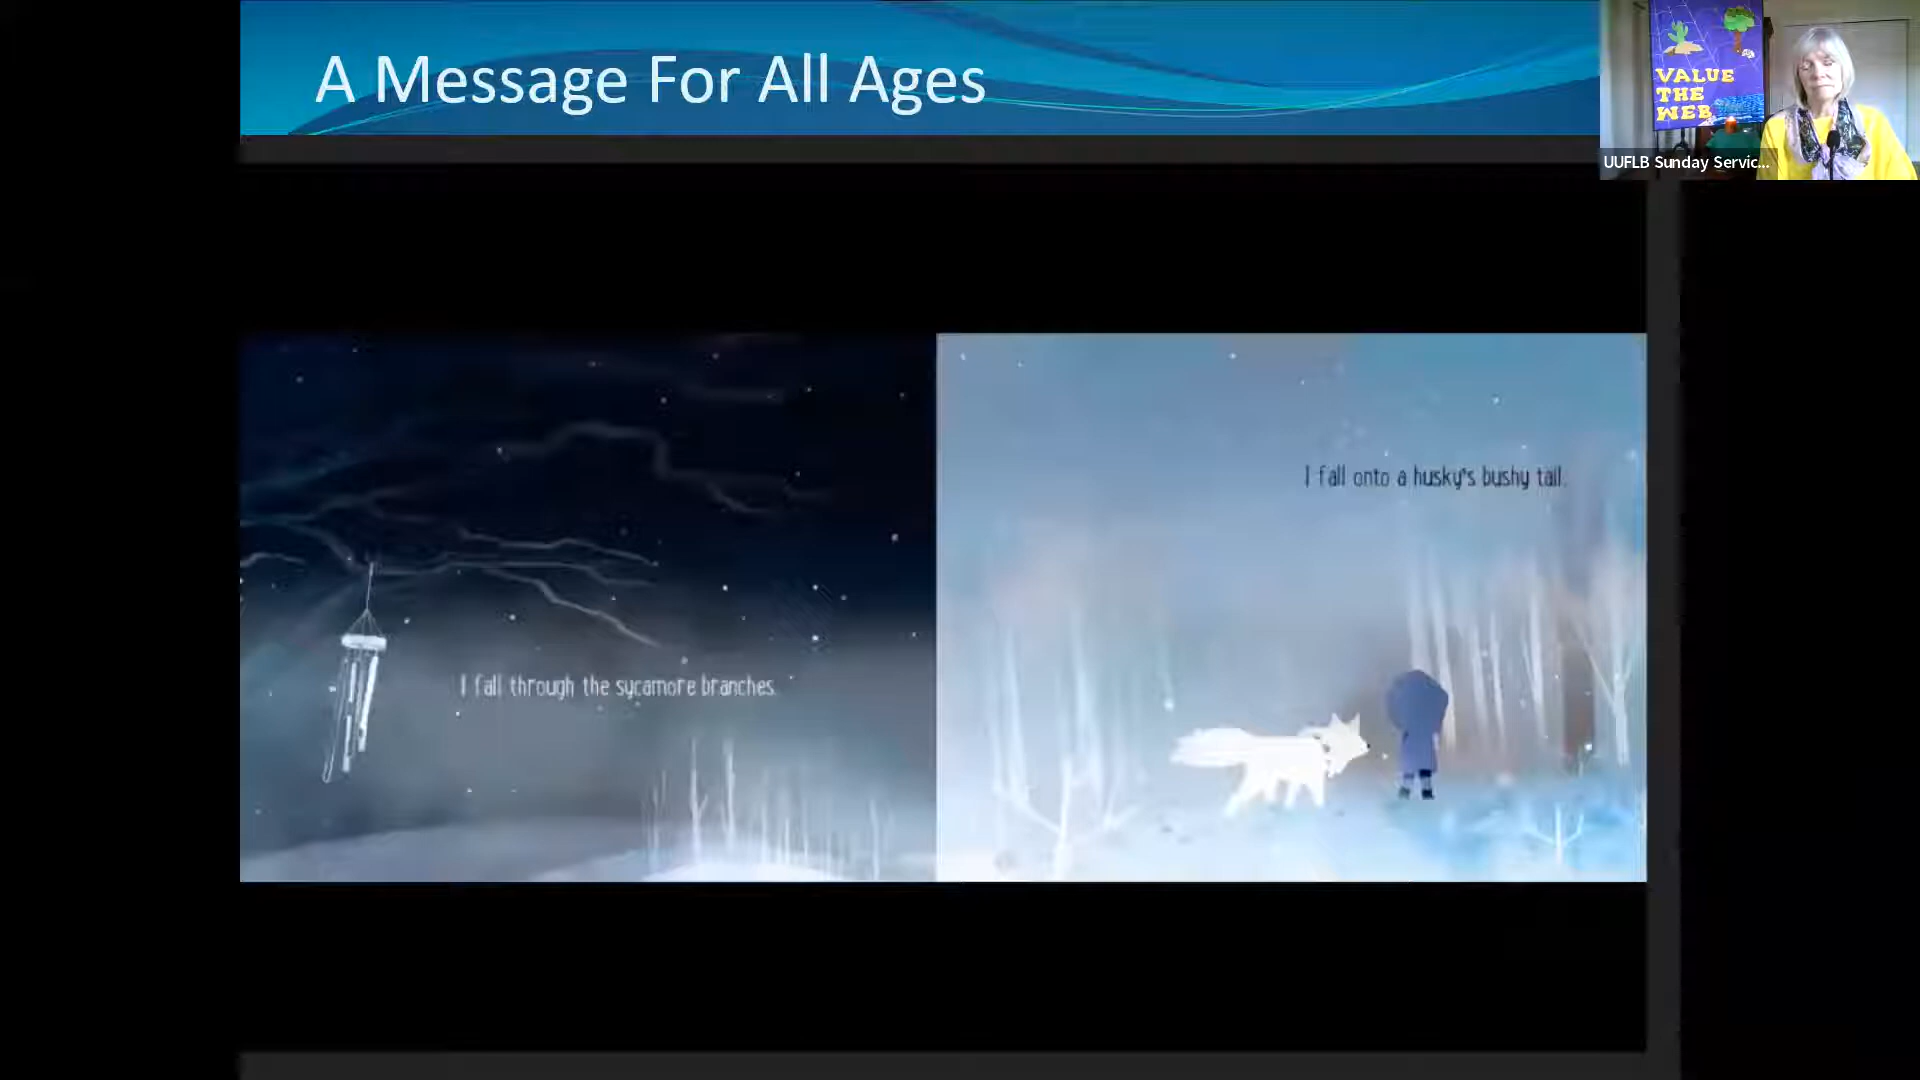 A Message For All Ages
VALUE
THE
WEB
UUFLB Sunday Servic...
I fall through the sycamore branches.
I fall onto a husky's bushy tail.